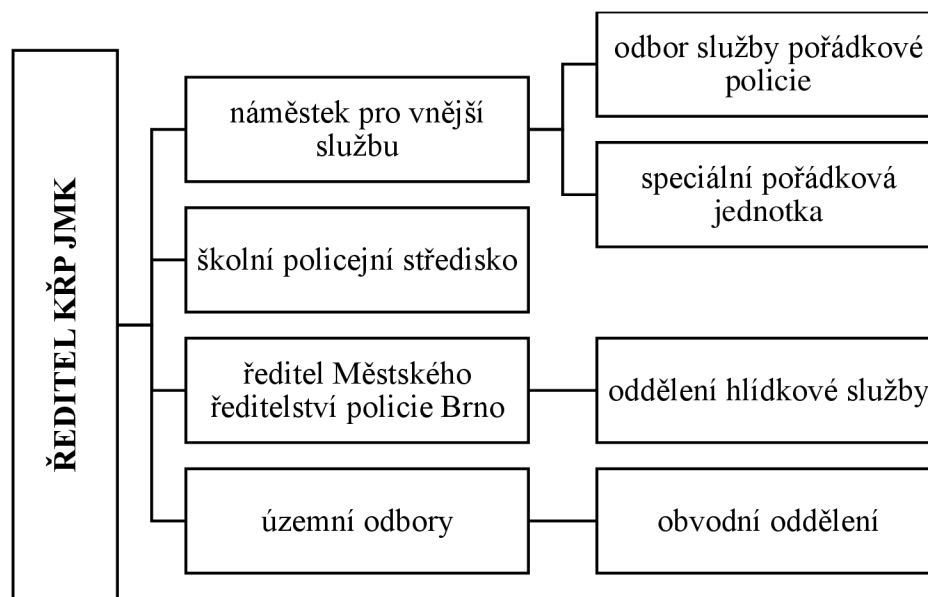 ŘEDITEL KŘP JMK
náměstek pro vnější
službu
školní policejní středisko
ředitel Městského
ředitelství policie Brno
územní odbory
odbor služby pořádkové
policie
speciální pořádková
jednotka
oddělení hlídkové služby
obvodní oddělení